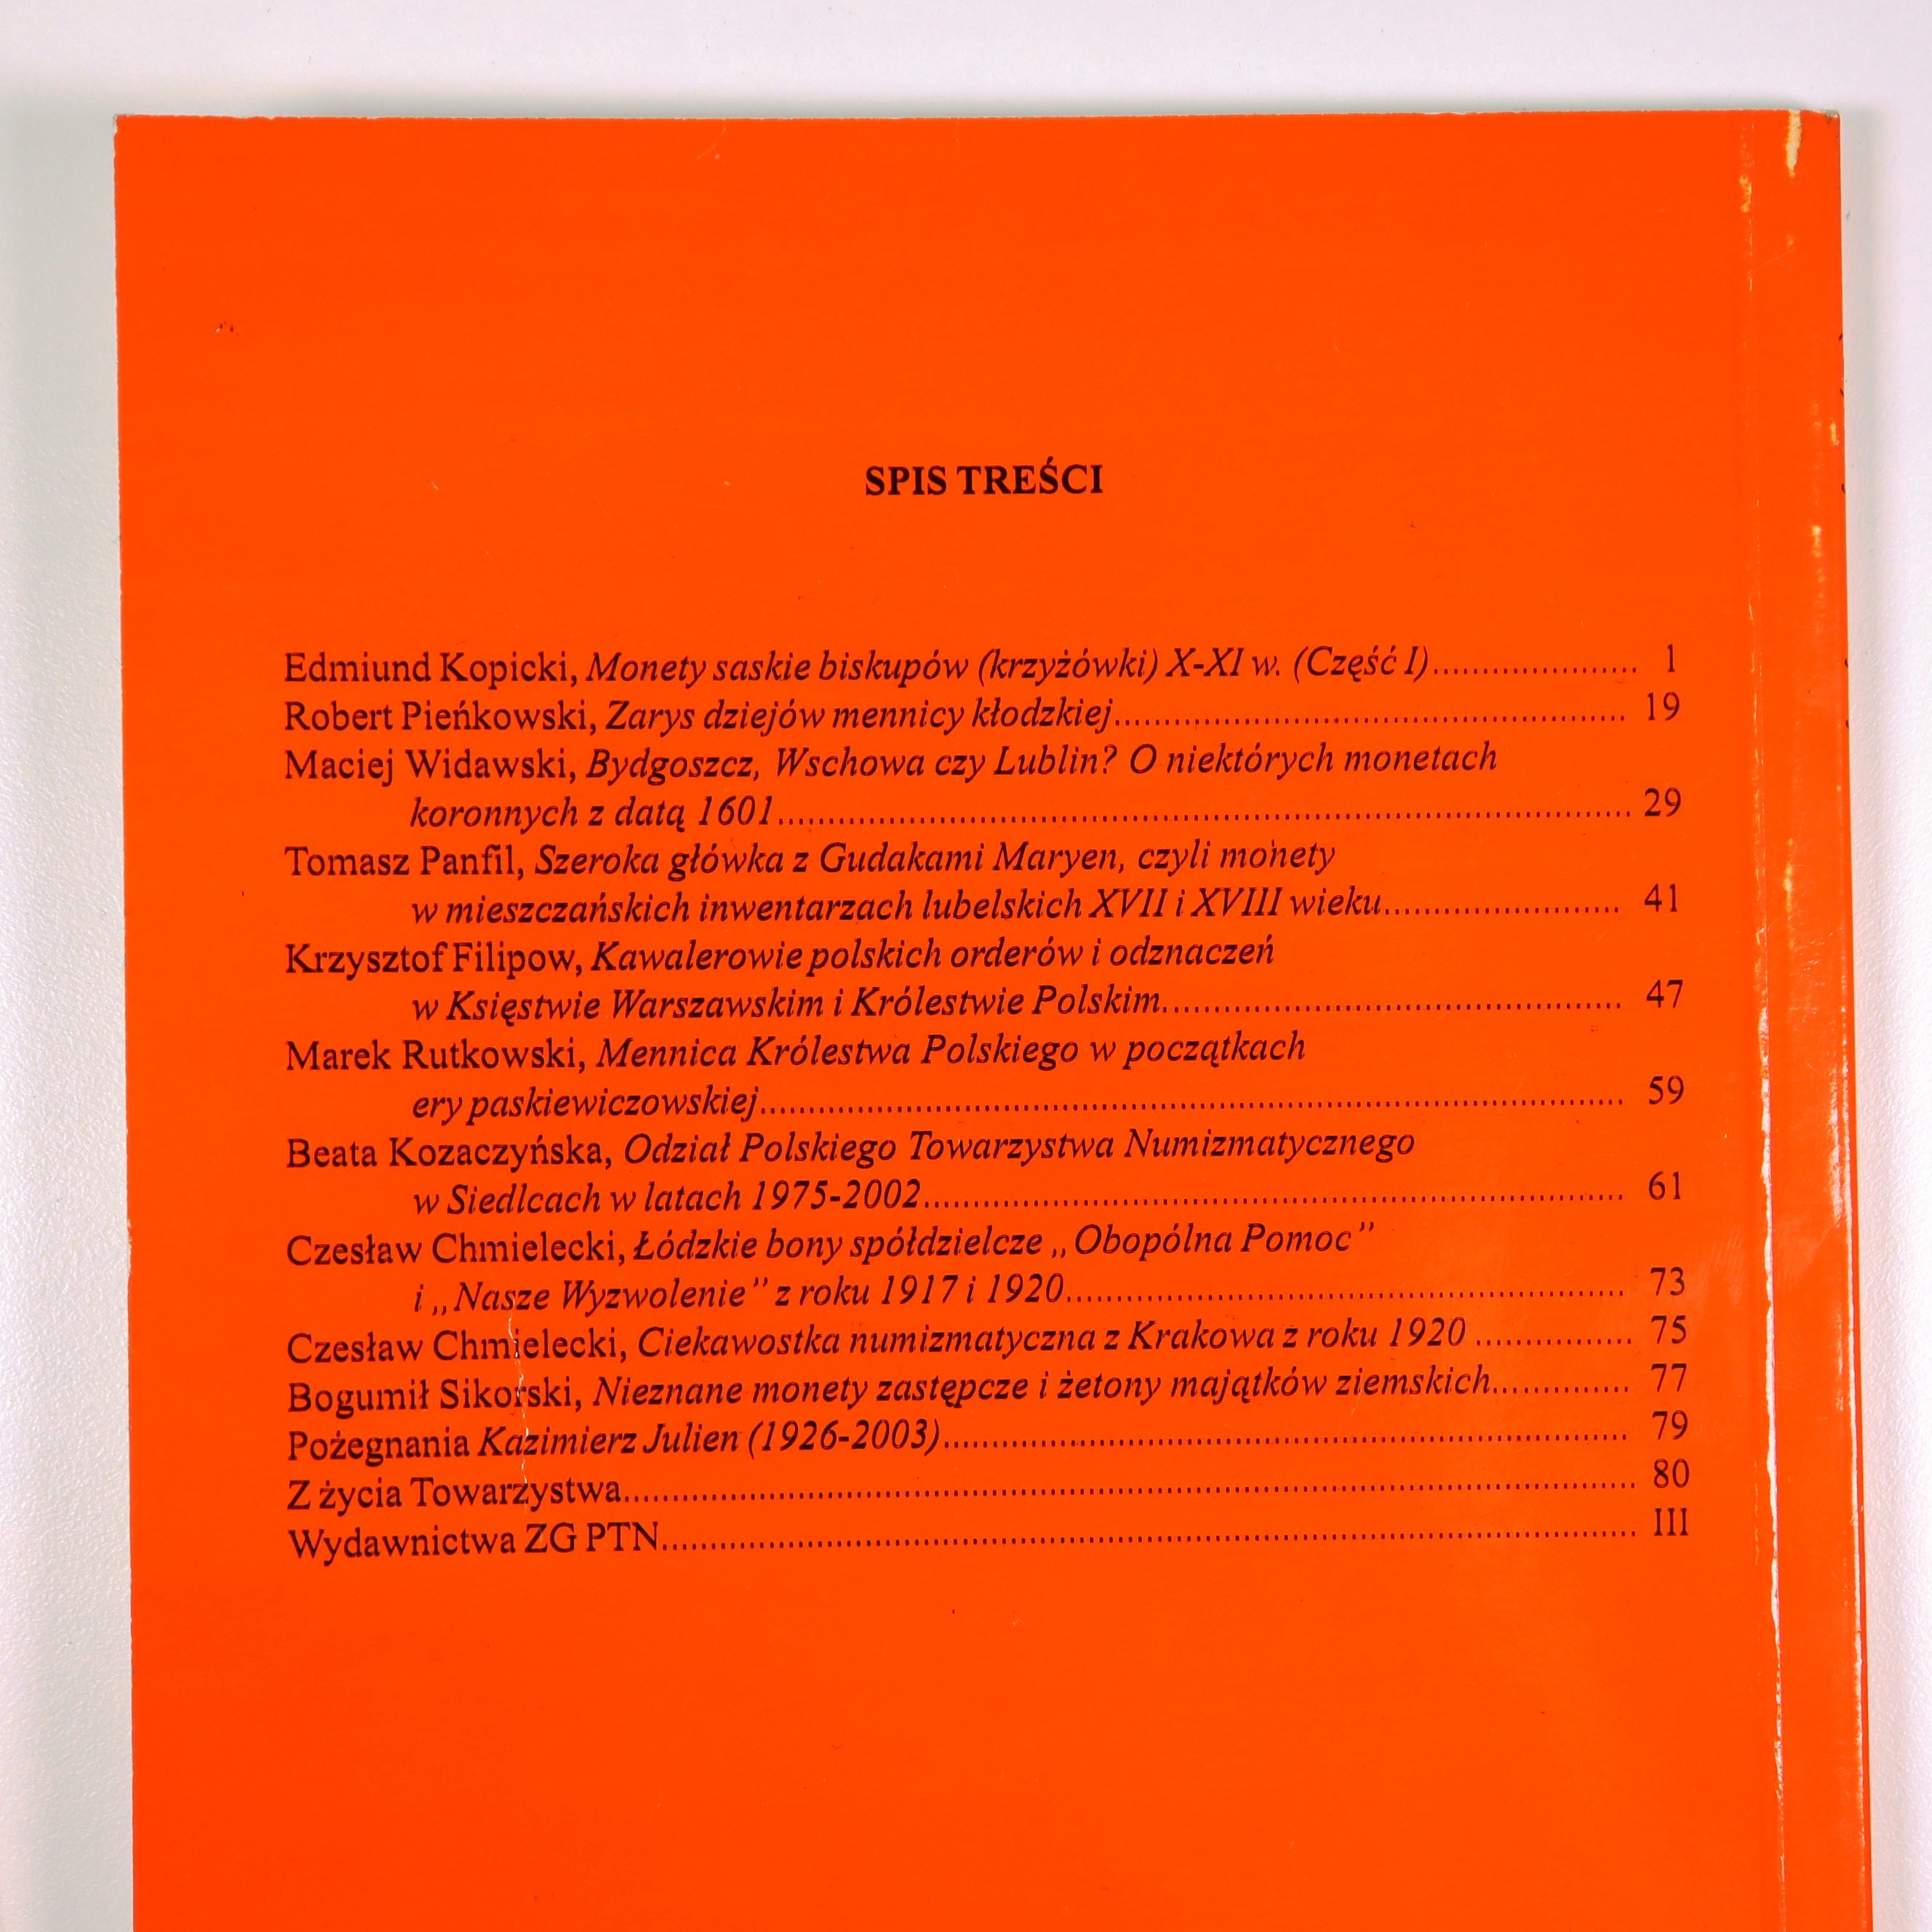 SPIS TREŚCI
Edmiund Kopicki, Monety saskie biskupów (krzyżówki) X-XI w. (Część I)..................... 1
Robert Pieńkowski, Zarys dziejów mennicy kłodzkiej.................................................... 19
Maciej Widawski, Bydgoszcz, Wschowa czy Lublin? O niektórych monetach
koronnych z datą 1601...................................................................................... 29
Tomasz Panfil, Szeroka główka z Gudakami Maryen, czyli monety
w mieszczańskich inwentarzach lubelskich XVII i XVIII wieku........................ 41
Krzysztof Filipow, Kawalerowie polskich orderów i odznaczeń
w Księstwie Warszawskim i Królestwie Polskim.............................................. 47
Marek Rutkowski, Mennica Królestwa Polskiego w początkach
ery paskiewiczowskiej....................................................................................... 59
Beata Kozaczyńska, Odział Polskiego Towarzystwa Numizmatycznego
w Siedlcach w latach 1975-2002...................................................................... 61
Czesław Chmielecki, Łódzkie bony spółdzielcze „Obopólna Pomoc”
i „Nasze Wyzwolenie” z roku 1917 i 1920........................................................ 73
Czesław Chmielecki, Ciekawostka numizmatyczna z Krakowa z roku 1920 ................ 75
Bogumił Sikorski, Nieznane monety zastępcze i żetony majątków ziemskich.............. 77
Pożegnania Kazimierz Julien (1926-2003)..................................................................... 79
Z życia Towarzystwa...................................................................................................... 80
Wydawnictwa ZG PTN.................................................................................................. III